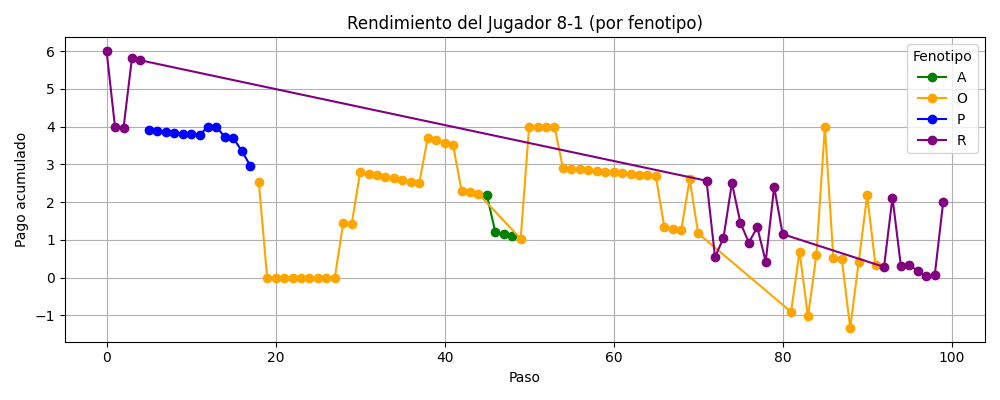 Rendimiento del Jugador 8-1 (por fenotipo)
Pago acumulado
6
5
4
3
2
1
0
−1
Fenotipo
A
O
P
R
0 20 40 60 80 100
Paso